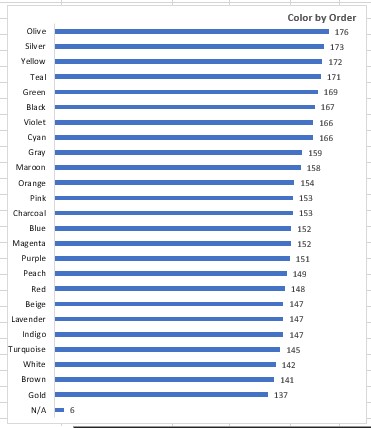 Color by Order
Olive 176
Silver 173
Yellow 172
Teal 171
Green 169
Black 167
Violet 166
Cyan 166
Gray 159
Maroon 158
Orange 154
Pink 153
Charcoal 153
Blue 152
Magenta 152
Purple 151
Peach 149
Red 148
Beige 147
Lavender 147
Indigo 147
Turquoise 145
White 142
Brown 141
Gold 137
N/A 6